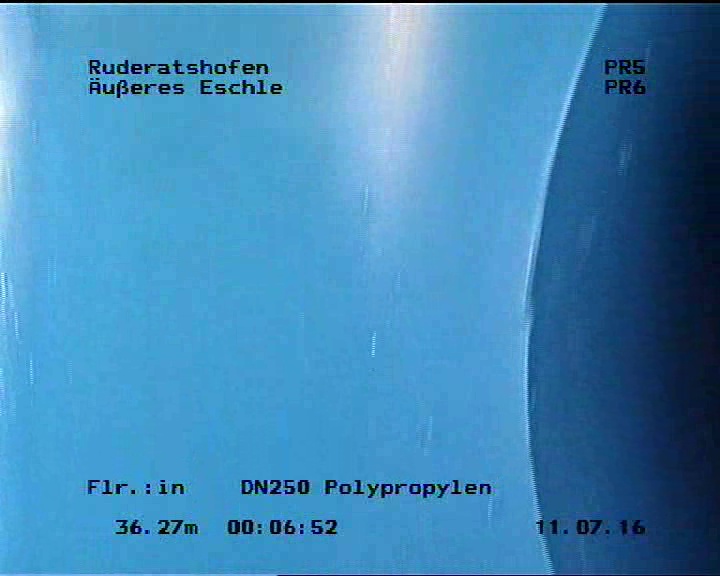 Ruderatshofen PR5
Äußeres Eschle PR6
Flr.:in DN250 Polypropylen
36.27m 00:06:52 11.07.16